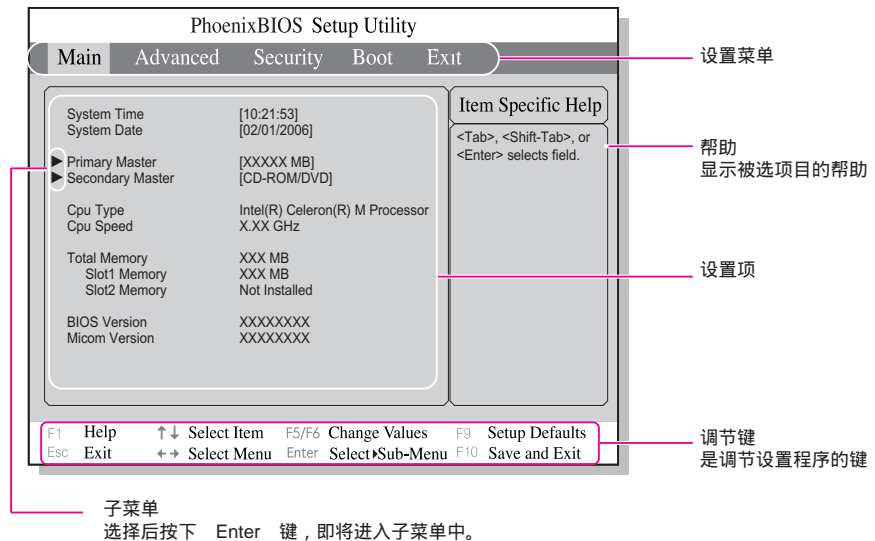 PhoenixBIOS Setup Utility
Main Advanced Security Boot Exit
设置菜单
System Time [10:21:53]
System Date [02/01/2006]
Primary Master [XXXXX MB]
Secondary Master [CD-ROM/DVD]
Cpu Type Intel(R) Celeron(R) M Processor
Cpu Speed X.XX GHz
Total Memory XXX MB
Slot1 Memory XXX MB
Slot2 Memory Not Installed
BIOS Version XXXXXXXX
Micom Version XXXXXXXX
Item Specific Help
<Tab>, <Shift-Tab>, or
<Enter> selects field.
帮助
显示被选项目的帮助
设置项
F1 Help ↑↓ Select Item F5/F6 Change Values F9 Setup Defaults
Esc Exit ←→ Select Menu Enter Select▶Sub-Menu F10 Save and Exit
调节键
是调节设置程序的键
子菜单
选择后按下 Enter 键，即将进入子菜单中。